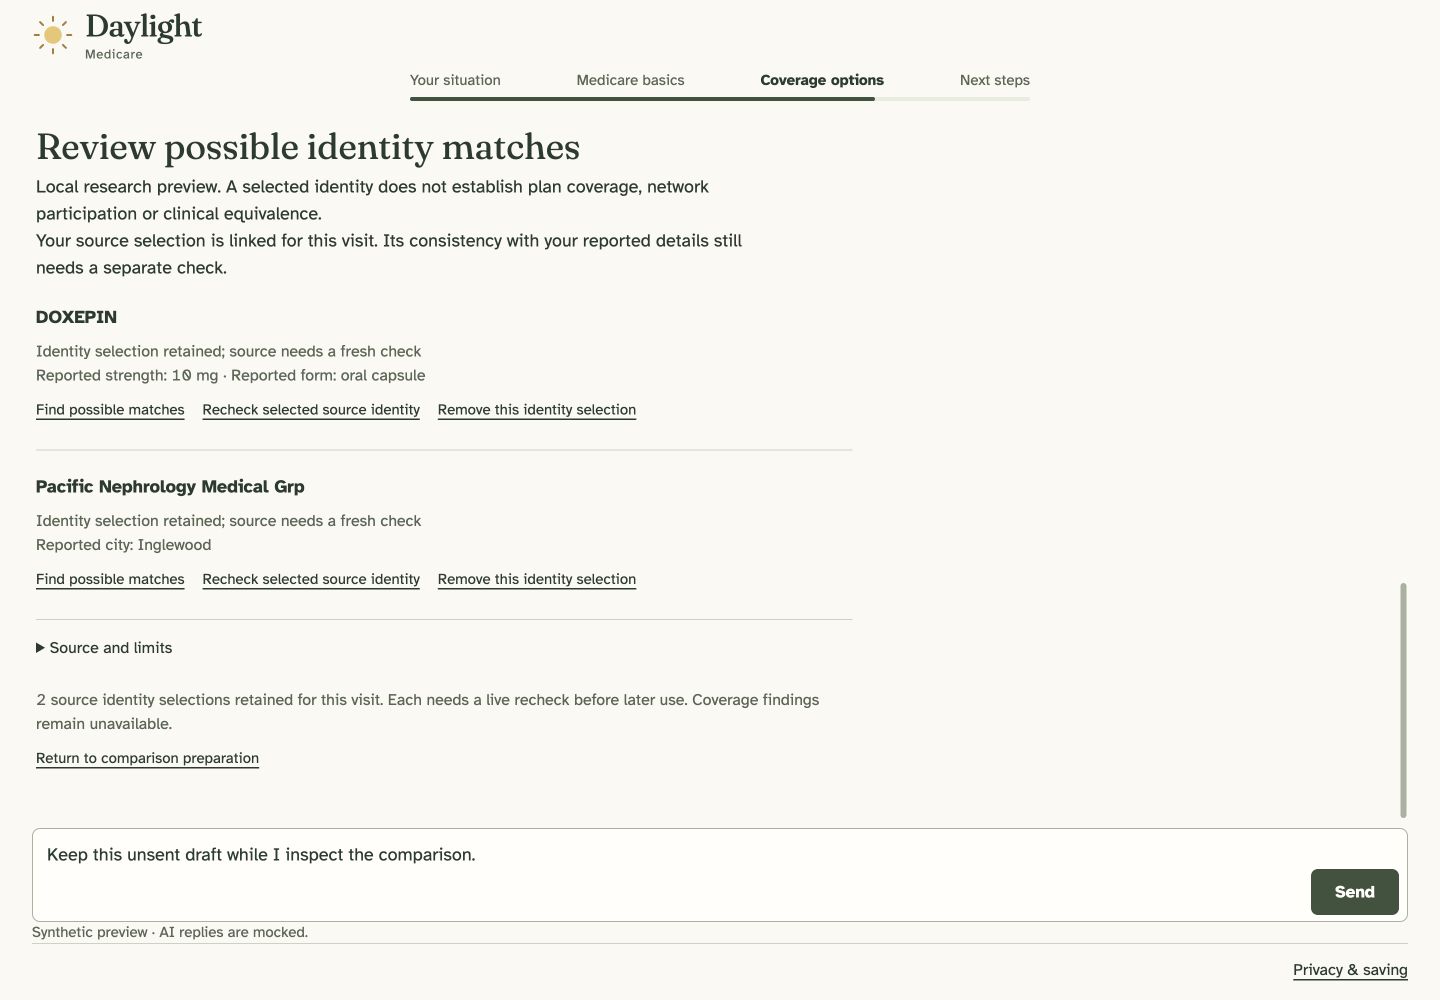 Daylight
Medicare
Your situation
Medicare basics
Coverage options
Next steps
Review possible identity matches
Local research preview. A selected identity does not establish plan coverage, network
participation or clinical equivalence.
Your source selection is linked for this visit. Its consistency with your reported details still
needs a separate check.
DOXEPIN
Identity selection retained; source needs a fresh check
Reported strength: 10 mg · Reported form: oral capsule
Find possible matches Recheck selected source identity Remove this identity selection
Pacific Nephrology Medical Grp
Identity selection retained; source needs a fresh check
Reported city: Inglewood
Find possible matches Recheck selected source identity Remove this identity selection
Source and limits
2 source identity selections retained for this visit. Each needs a live recheck before later use. Coverage findings
remain unavailable.
Return to comparison preparation
Keep this unsent draft while I inspect the comparison.
Send
Synthetic preview · AI replies are mocked.
Privacy & saving